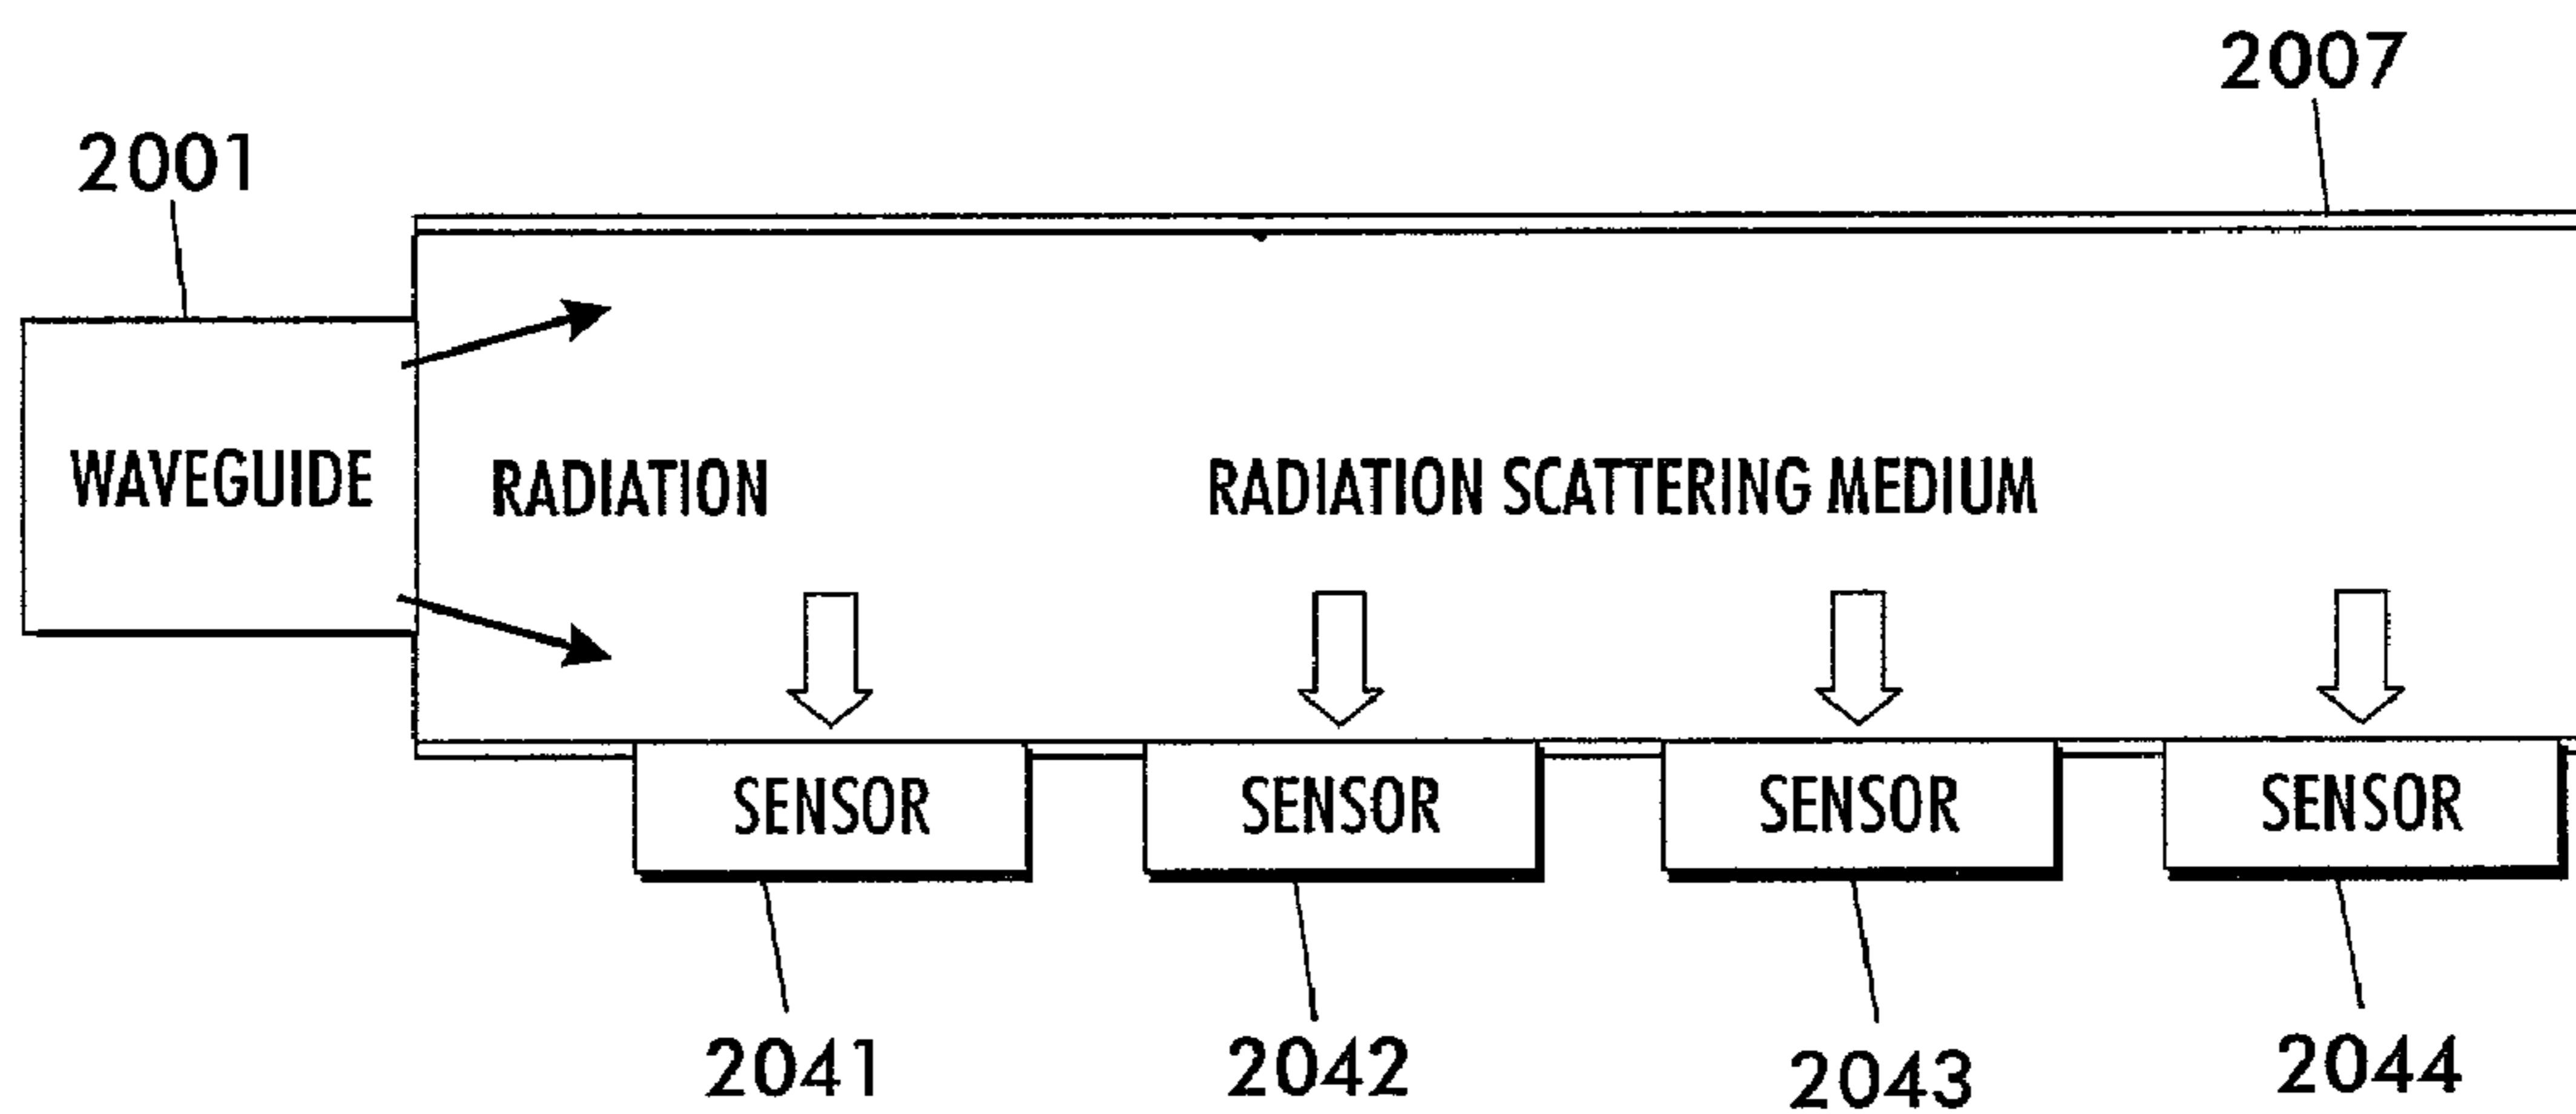 2007
2001
WAVEGUIDE
RADIATION
RADIATION SCATTERING MEDIUM
SENSOR
SENSOR
SENSOR
SENSOR
2041
2042
2043
2044